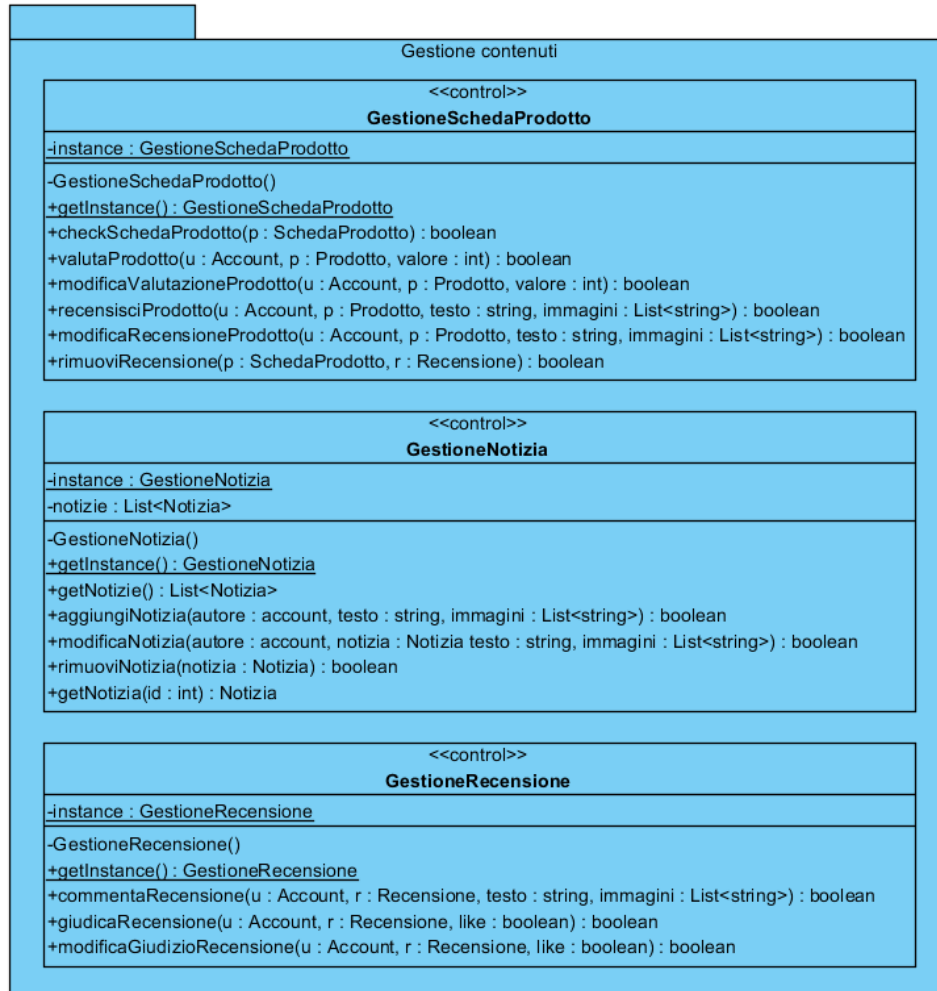 Gestione contenuti
<<control>>
GestioneSchedaProdotto
-instance : GestioneSchedaProdotto
-GestioneSchedaProdotto()
+getInstance() : GestioneSchedaProdotto
+checkSchedaProdotto(p : SchedaProdotto) : boolean
+valutaProdotto(u : Account, p : Prodotto, valore : int) : boolean
+modificaValutazioneProdotto(u : Account, p : Prodotto, valore : int) : boolean
+recensisciProdotto(u : Account, p : Prodotto, testo : string, immagini : List<string>) : boolean
+modificaRecensioneProdotto(u : Account, p : Prodotto, testo : string, immagini : List<string>) : boolean
+rimuoviRecensione(p : SchedaProdotto, r : Recensione) : boolean
<<control>>
GestioneNotizia
-instance : GestioneNotizia
-notizie : List<Notizia>
-GestioneNotizia()
+getInstance() : GestioneNotizia
+getNotizie() : List<Notizia>
+aggiungiNotizia(autore : account, testo : string, immagini : List<string>) : boolean
+modificaNotizia(autore : account, notizia : Notizia testo : string, immagini : List<string>) : boolean
+rimuoviNotizia(notizia : Notizia) : boolean
+getNotizia(id : int) : Notizia
<<control>>
GestioneRecensione
-instance : GestioneRecensione
-GestioneRecensione()
+getInstance() : GestioneRecensione
+commentaRecensione(u : Account, r : Recensione, testo : string, immagini : List<string>) : boolean
+giudicaRecensione(u : Account, r : Recensione, like : boolean) : boolean
+modificaGiudizioRecensione(u : Account, r : Recensione, like : boolean) : boolean